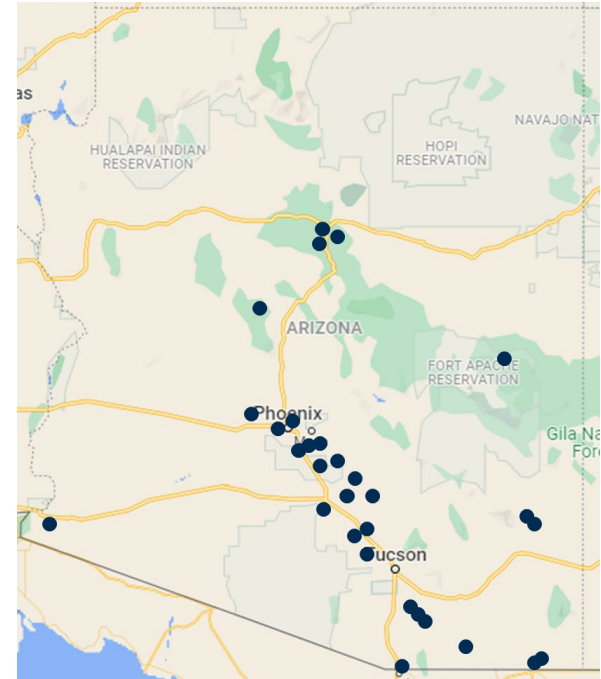 as
NAVAJO NAT
HUALAPAI INDIAN
RESERVATION
HOPI
RESERVATION
ARIZONA
FORT APACHE
RESERVATION
Phoenix
M
Gila Na
Fore
Tucson